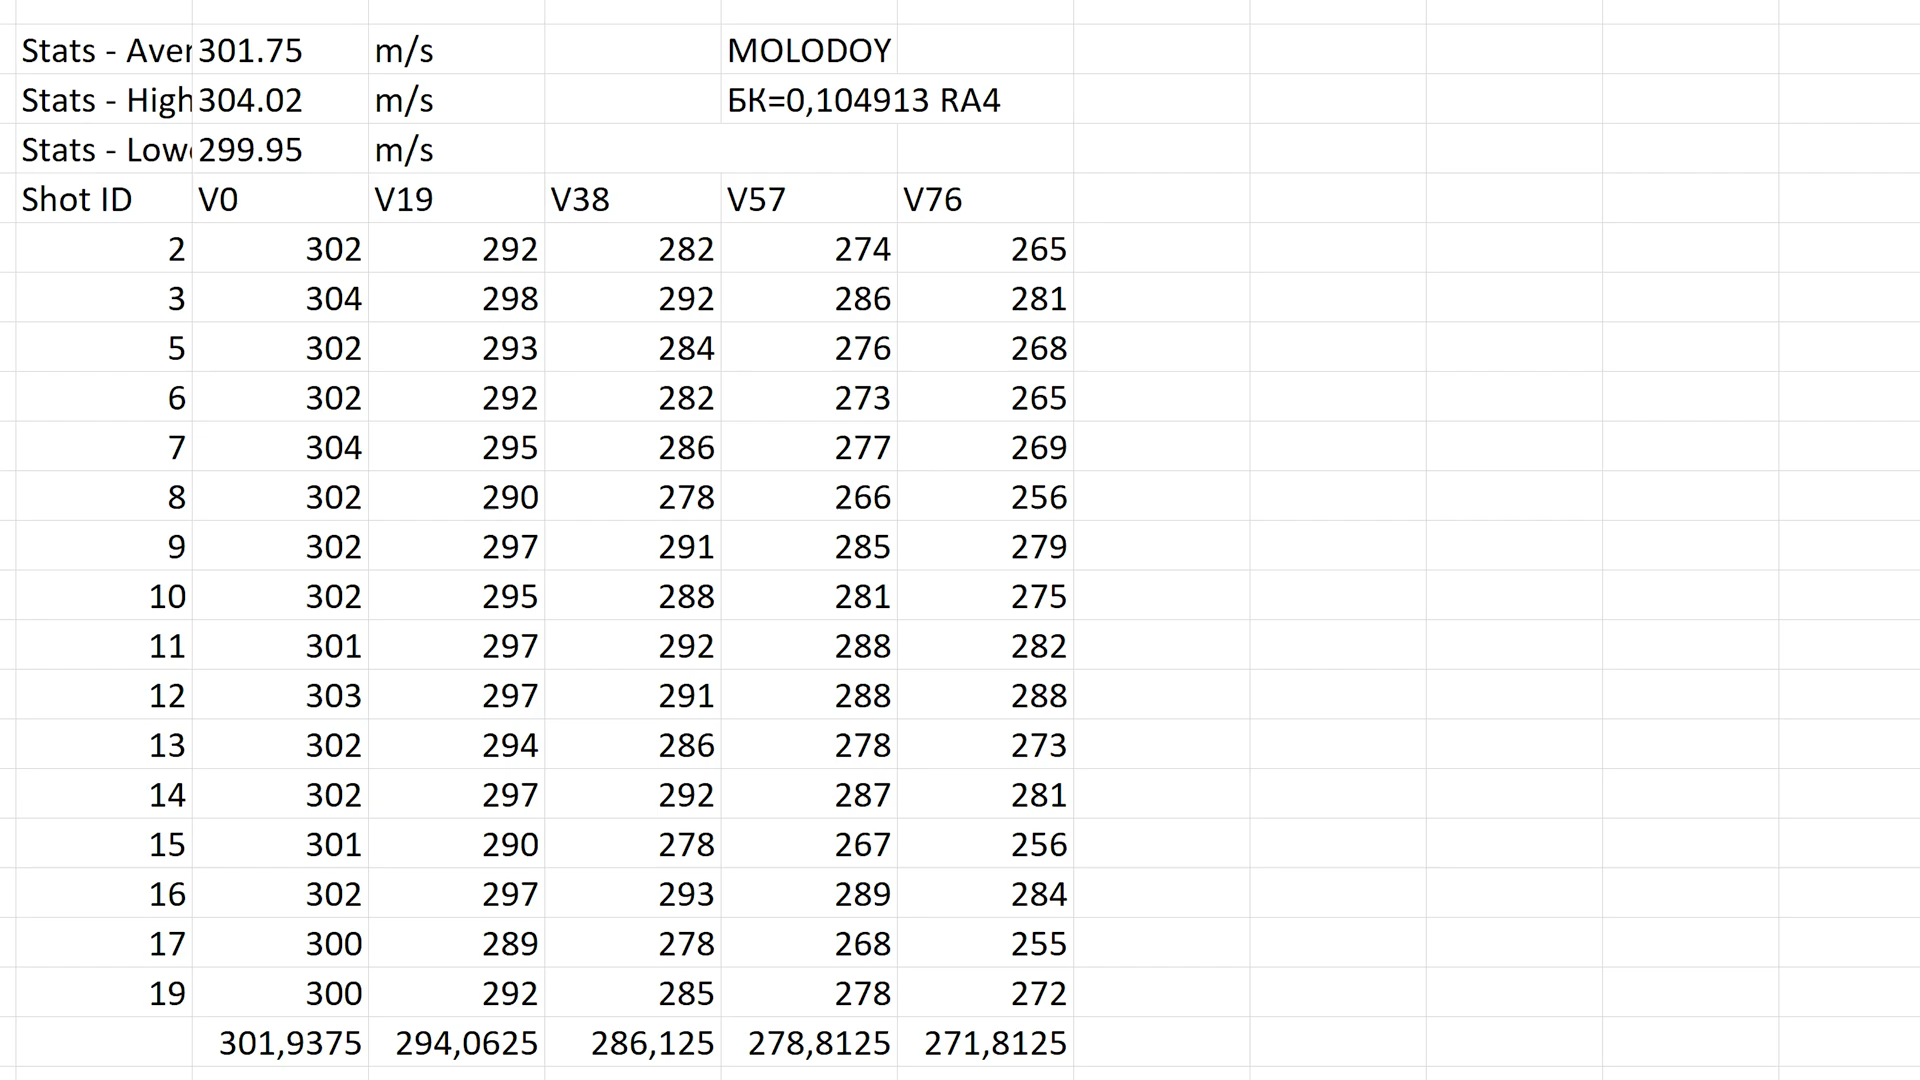 Stats - Aver 301.75 m/s MOLODOY
Stats - High 304.02 m/s БК=0,104913 RA4
Stats - Lowe 299.95 m/s
Shot ID V0 V19 V38 V57 V76
2 302 292 282 274 265
3 304 298 292 286 281
5 302 293 284 276 268
6 302 292 282 273 265
7 304 295 286 277 269
8 302 290 278 266 256
9 302 297 291 285 279
10 302 295 288 281 275
11 301 297 292 288 282
12 303 297 291 288 288
13 302 294 286 278 273
14 302 297 292 287 281
15 301 290 278 267 256
16 302 297 293 289 284
17 300 289 278 268 255
19 300 292 285 278 272
301,9375 294,0625 286,125 278,8125 271,8125